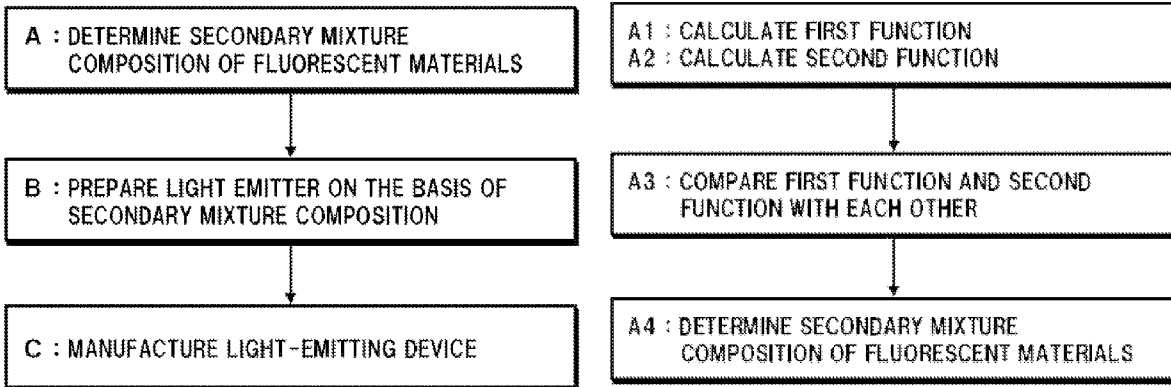 A : DETERMINE SECONDARY MIXTURE
COMPOSITION OF FLUORESCENT MATERIALS
B : PREPARE LIGHT EMITTER ON THE BASIS OF
SECONDARY MIXTURE COMPOSITION
C : MANUFACTURE LIGHT-EMITTING DEVICE
A1 : CALCULATE FIRST FUNCTION
A2 : CALCULATE SECOND FUNCTION
A3 : COMPARE FIRST FUNCTION AND SECOND
FUNCTION WITH EACH OTHER
A4 : DETERMINE SECONDARY MIXTURE
COMPOSITION OF FLUORESCENT MATERIALS